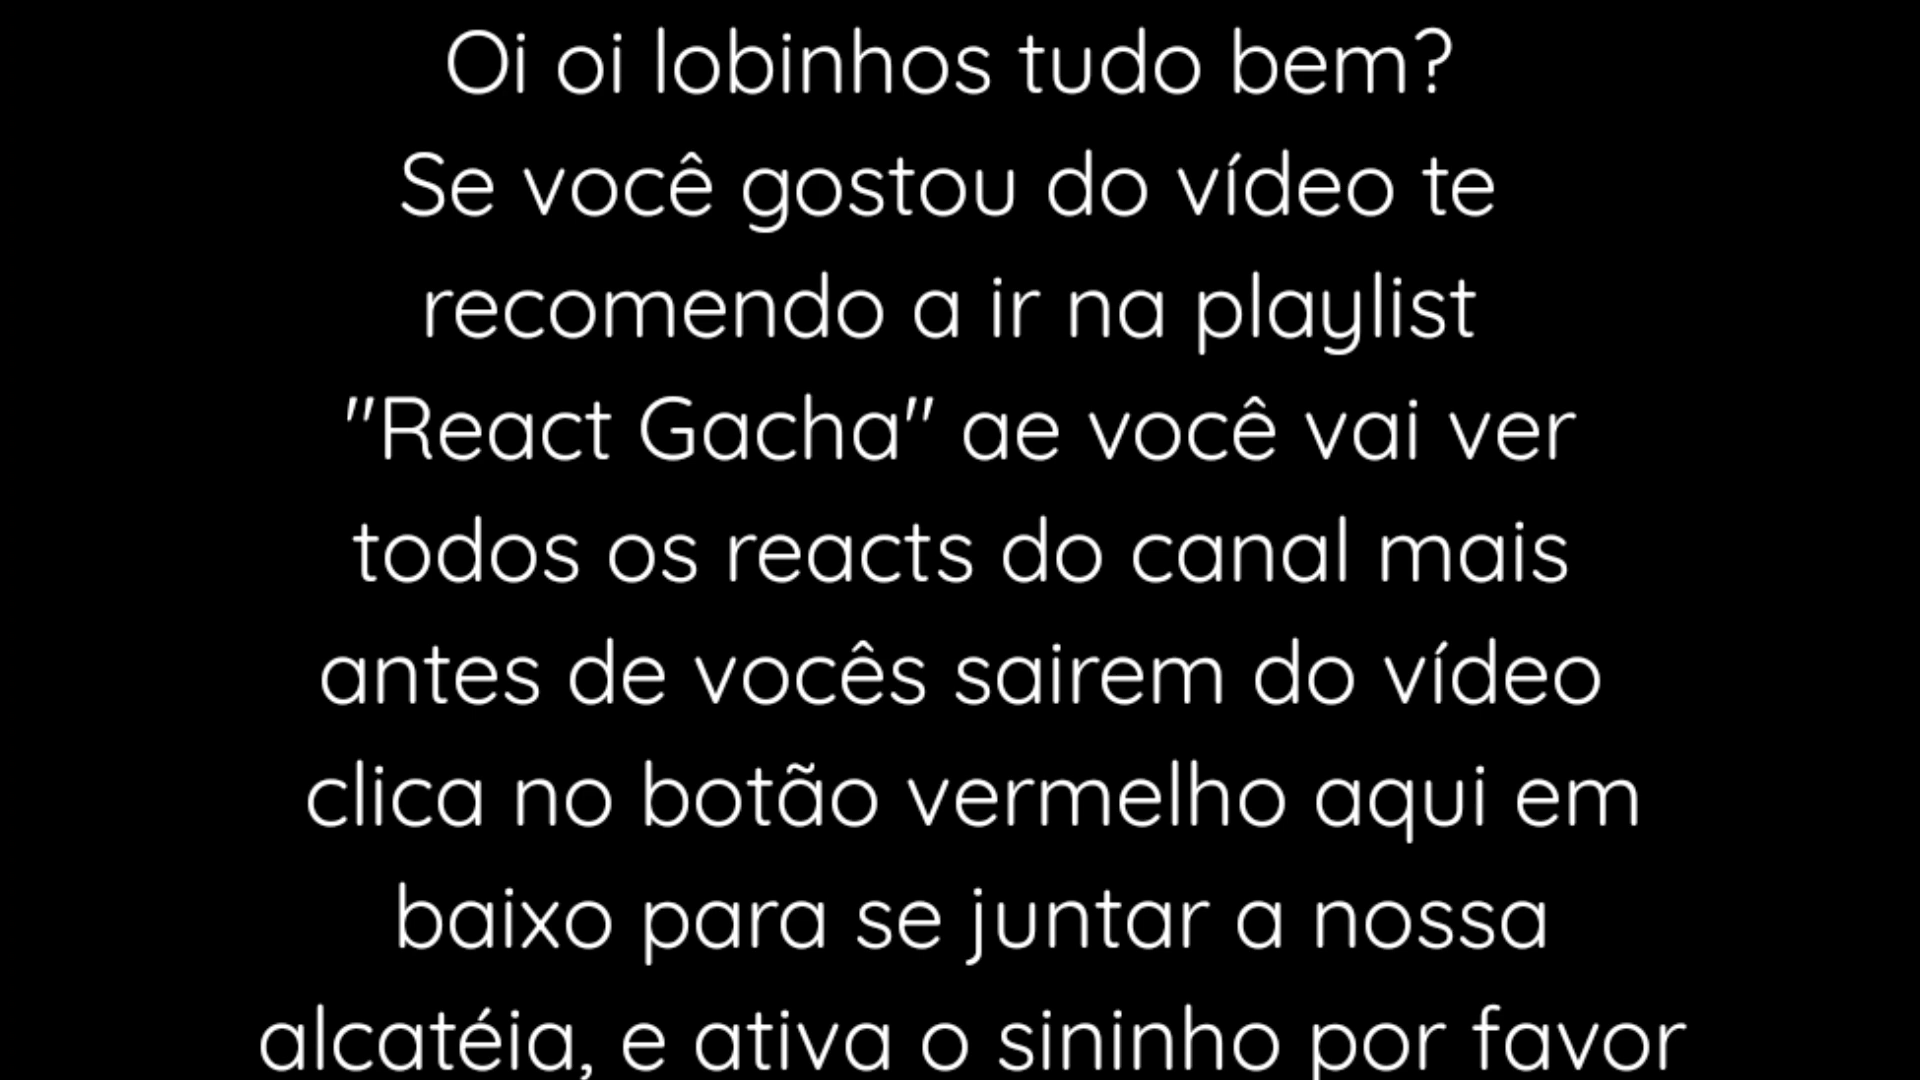 Oi oi lobinhos tudo bem?
Se você gostou do vídeo te
recomendo a ir na playlist
"React Gacha" ae você vai ver
todos os reacts do canal mais
antes de vocês sairem do vídeo
clica no botão vermelho aqui em
baixo para se juntar a nossa
alcatéia, e ativa o sininho por favor